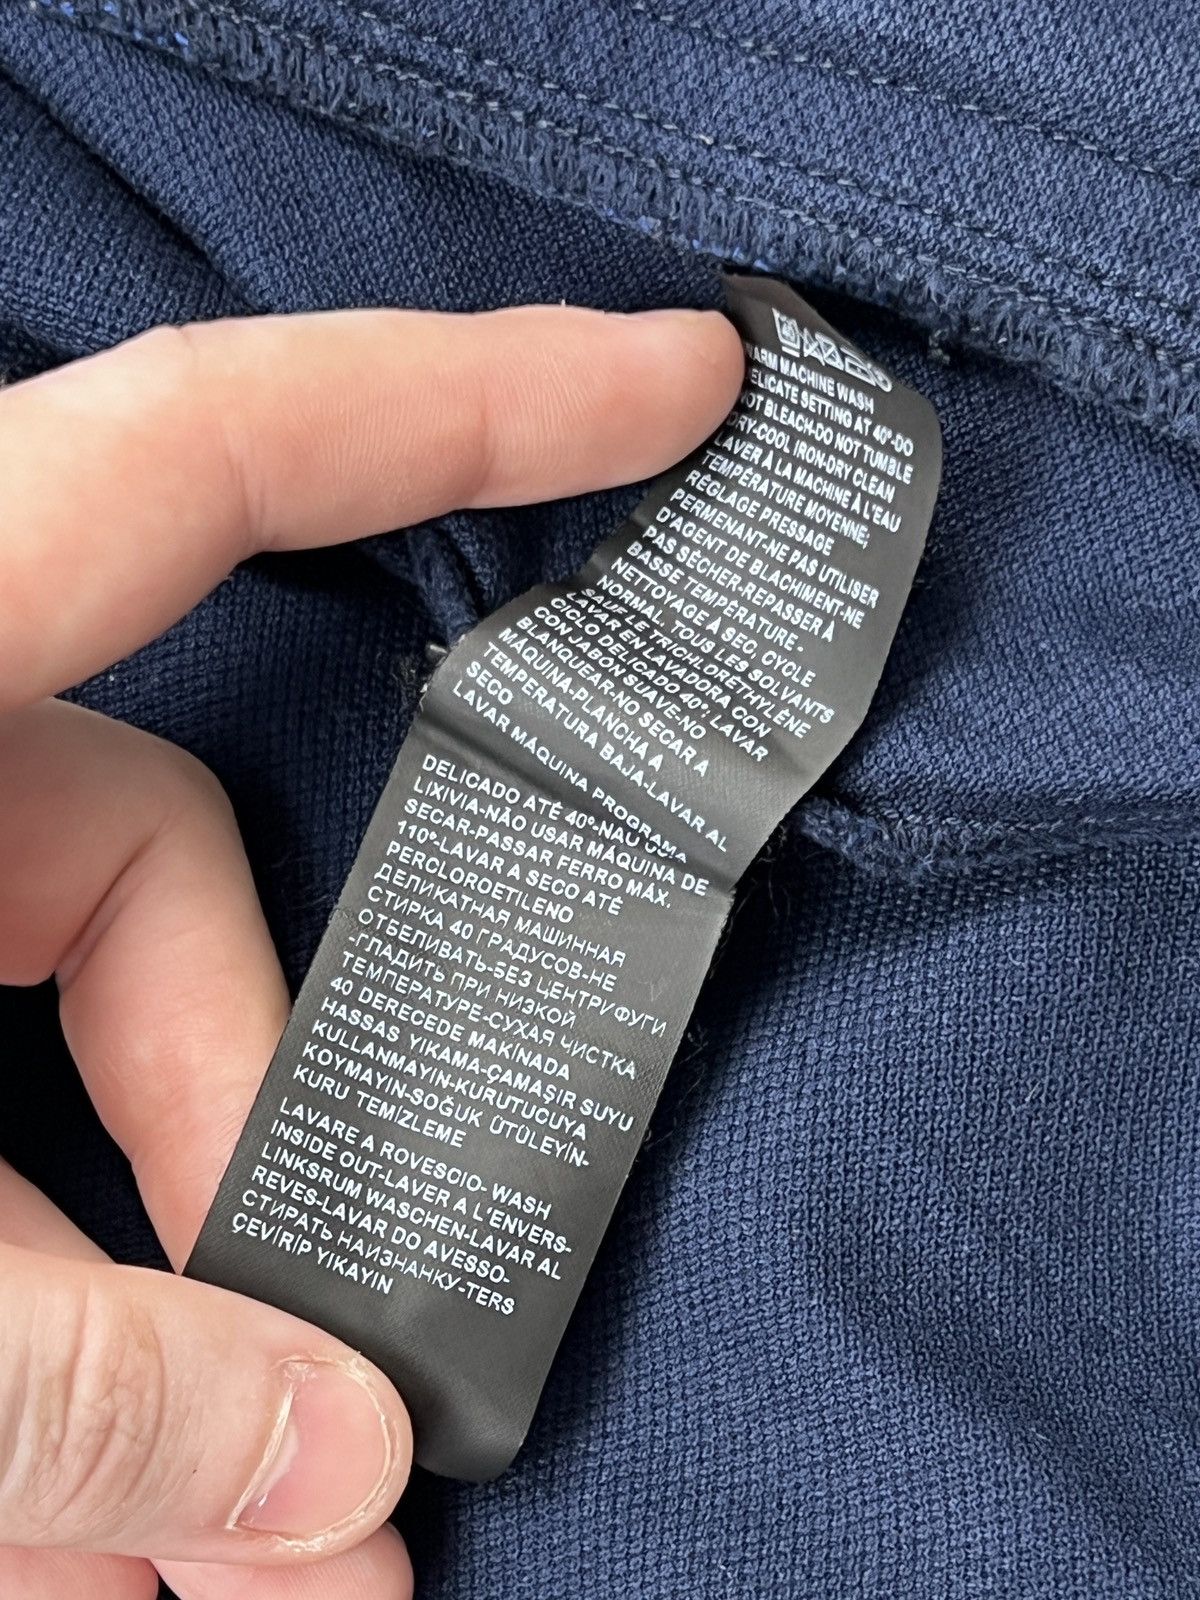 WARM MACHINE WASH
DELICATE SETTING AT 40°-DO
NOT BLEACH-DO NOT TUMBLE
DRY-COOL IRON-DRY CLEAN
LAVER À LA MACHINE À L'EAU
TEMPÉRATURE MOYENNE;
RÉGLAGE PRESSAGE
PERMENANT-NE PAS UTILISER
D'AGENT DE BLACHIMENT-NE
PAS SÉCHER-REPASSER À
BASSE TEMPÉRATURE -
NETTOYAGE À SEC, CYCLE
NORMAL, TOUS LES SOLVANTS
SAUF LE TRICHLORÉTHYLÈNE
LAVAR EN LAVADORA CON
CICLO DELICADO 40°; LAVAR
CON JABON SUAVE-NO
BLANQUEAR-NO SECAR A
MÁQUINA-PLANCHA A
TEMPERATURA BAJA-LAVAR AL
SECO
LAVAR MÁQUINA PROGRAMA
DELICADO ATÉ 40°-NÃO USAR
LIXIVIA-NÃO USAR MÁQUINA DE
SECAR-PASSAR FERRO MÁX.
110°-LAVAR A SECO ATÉ
PERCLOROETILENO
ДЕЛИКАТНАЯ МАШИННАЯ
СТИРКА 40 ГРАДУСОВ-НЕ
ОТБЕЛИВАТЬ-БЕЗ ЦЕНТРИФУГИ
-ГЛАДИТЬ ПРИ НИЗКОЙ
ТЕМПЕРАТУРЕ-СУХАЯ ЧИСТКА
40 DERECEDE MAKİNADA
HASSAS YIKAMA-ÇAMAŞIR SUYU
KULLANMAYIN-KURUTUCUYA
KOYMAYIN-SOĞUK ÜTÜLEYİN-
KURU TEMİZLEME
LAVARE A ROVESCIO- WASH
INSIDE OUT-LAVER A L'ENVERS-
LINKSRUM WASCHEN-LAVAR AL
REVES-LAVAR DO AVESSO-
СТИРАТЬ НАИЗНАНКУ-TERS
ÇEVİRİP YIKAYIN